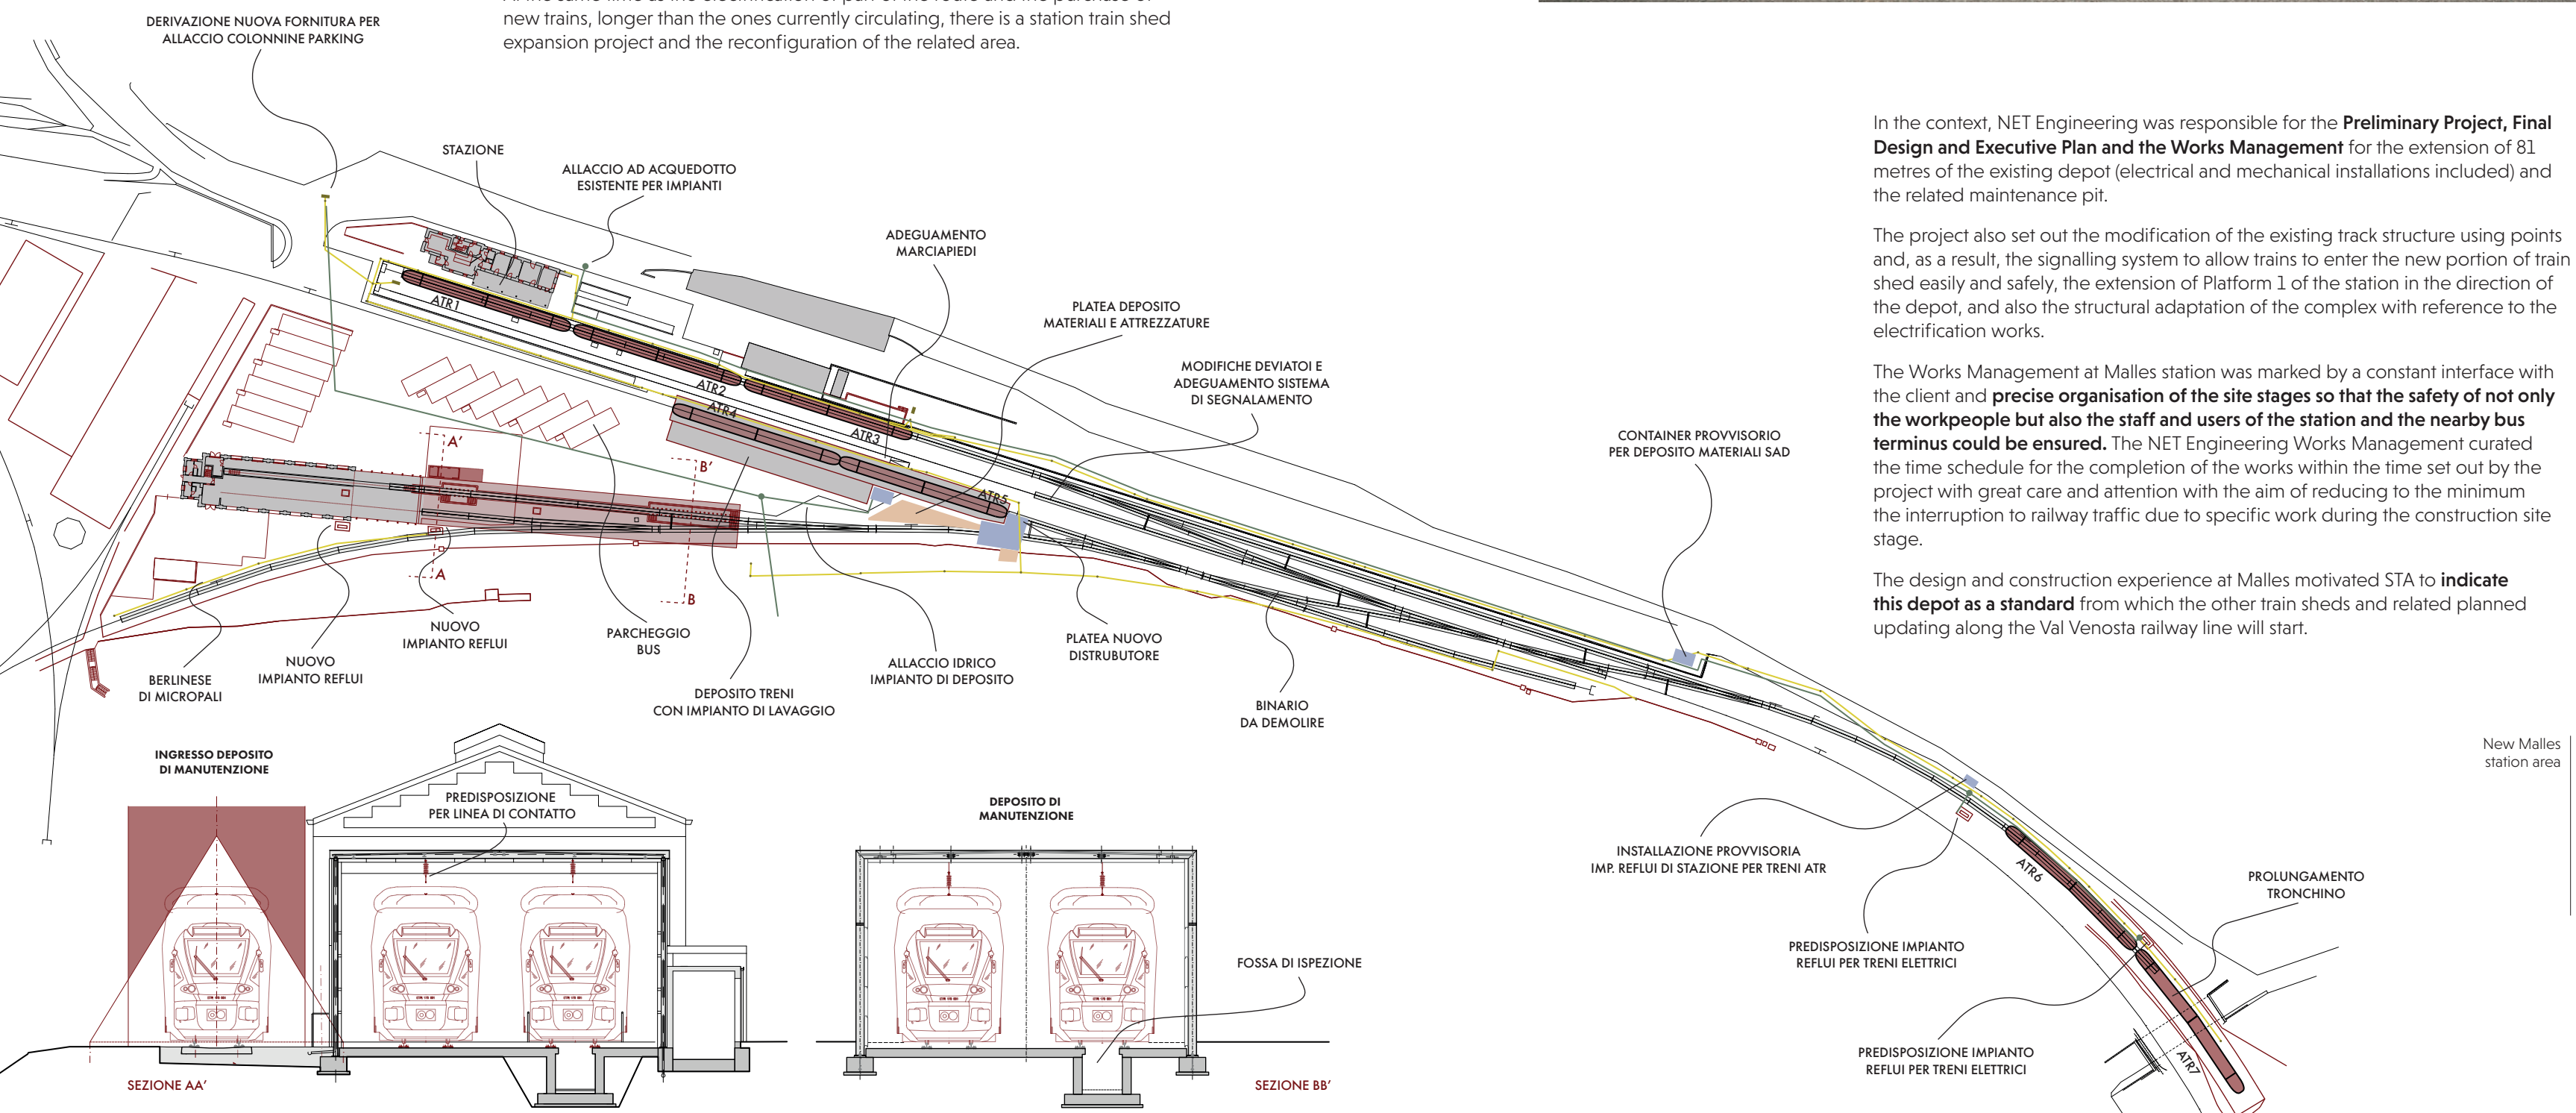 new trains, longer than the ones currently circulating, there is a station train shed
expansion project and the reconfiguration of the related area.
DERIVAZIONE NUOVA FORNITURA PER
ALLACCIO COLONNINE PARKING
STAZIONE
ALLACCIO AD ACQUEDOTTO
ESISTENTE PER IMPIANTI
ADEGUAMENTO
MARCIAPIEDI
PLATEA DEPOSITO
MATERIALI E ATTREZZATURE
MODIFICHE DEVIATOI E
ADEGUAMENTO SISTEMA
DI SEGNALAMENTO
CONTAINER PROVVISORIO
PER DEPOSITO MATERIALI SAD
ATR1
ATR2
ATR4
ATR3
ATR5
A'
B'
A
B
BERLINESE
DI MICROPALI
NUOVO
IMPIANTO REFLUI
NUOVO
IMPIANTO REFLUI
PARCHEGGIO
BUS
DEPOSITO TRENI
CON IMPIANTO DI LAVAGGIO
ALLACCIO IDRICO
IMPIANTO DI DEPOSITO
PLATEA NUOVO
DISTRUBUTORE
BINARIO
DA DEMOLIRE
INSTALLAZIONE PROVVISORIA
IMP. REFLUI DI STAZIONE PER TRENI ATR
PREDISPOSIZIONE IMPIANTO
REFLUI PER TRENI ELETTRICI
PREDISPOSIZIONE IMPIANTO
REFLUI PER TRENI ELETTRICI
ATR6
PROLUNGAMENTO
TRONCHINO
ATR7
INGRESSO DEPOSITO
DI MANUTENZIONE
PREDISPOSIZIONE
PER LINEA DI CONTATTO
SEZIONE AA'
DEPOSITO DI
MANUTENZIONE
FOSSA DI ISPEZIONE
SEZIONE BB'
In the context, NET Engineering was responsible for the Preliminary Project, Final
Design and Executive Plan and the Works Management for the extension of 81
metres of the existing depot (electrical and mechanical installations included) and
the related maintenance pit.
The project also set out the modification of the existing track structure using points
and, as a result, the signalling system to allow trains to enter the new portion of train
shed easily and safely, the extension of Platform 1 of the station in the direction of
the depot, and also the structural adaptation of the complex with reference to the
electrification works.
The Works Management at Malles station was marked by a constant interface with
the client and precise organisation of the site stages so that the safety of not only
the workpeople but also the staff and users of the station and the nearby bus
terminus could be ensured. The NET Engineering Works Management curated
the time schedule for the completion of the works within the time set out by the
project with great care and attention with the aim of reducing to the minimum
the interruption to railway traffic due to specific work during the construction site
stage.
The design and construction experience at Malles motivated STA to indicate
this depot as a standard from which the other train sheds and related planned
updating along the Val Venosta railway line will start.
New Malles
station area